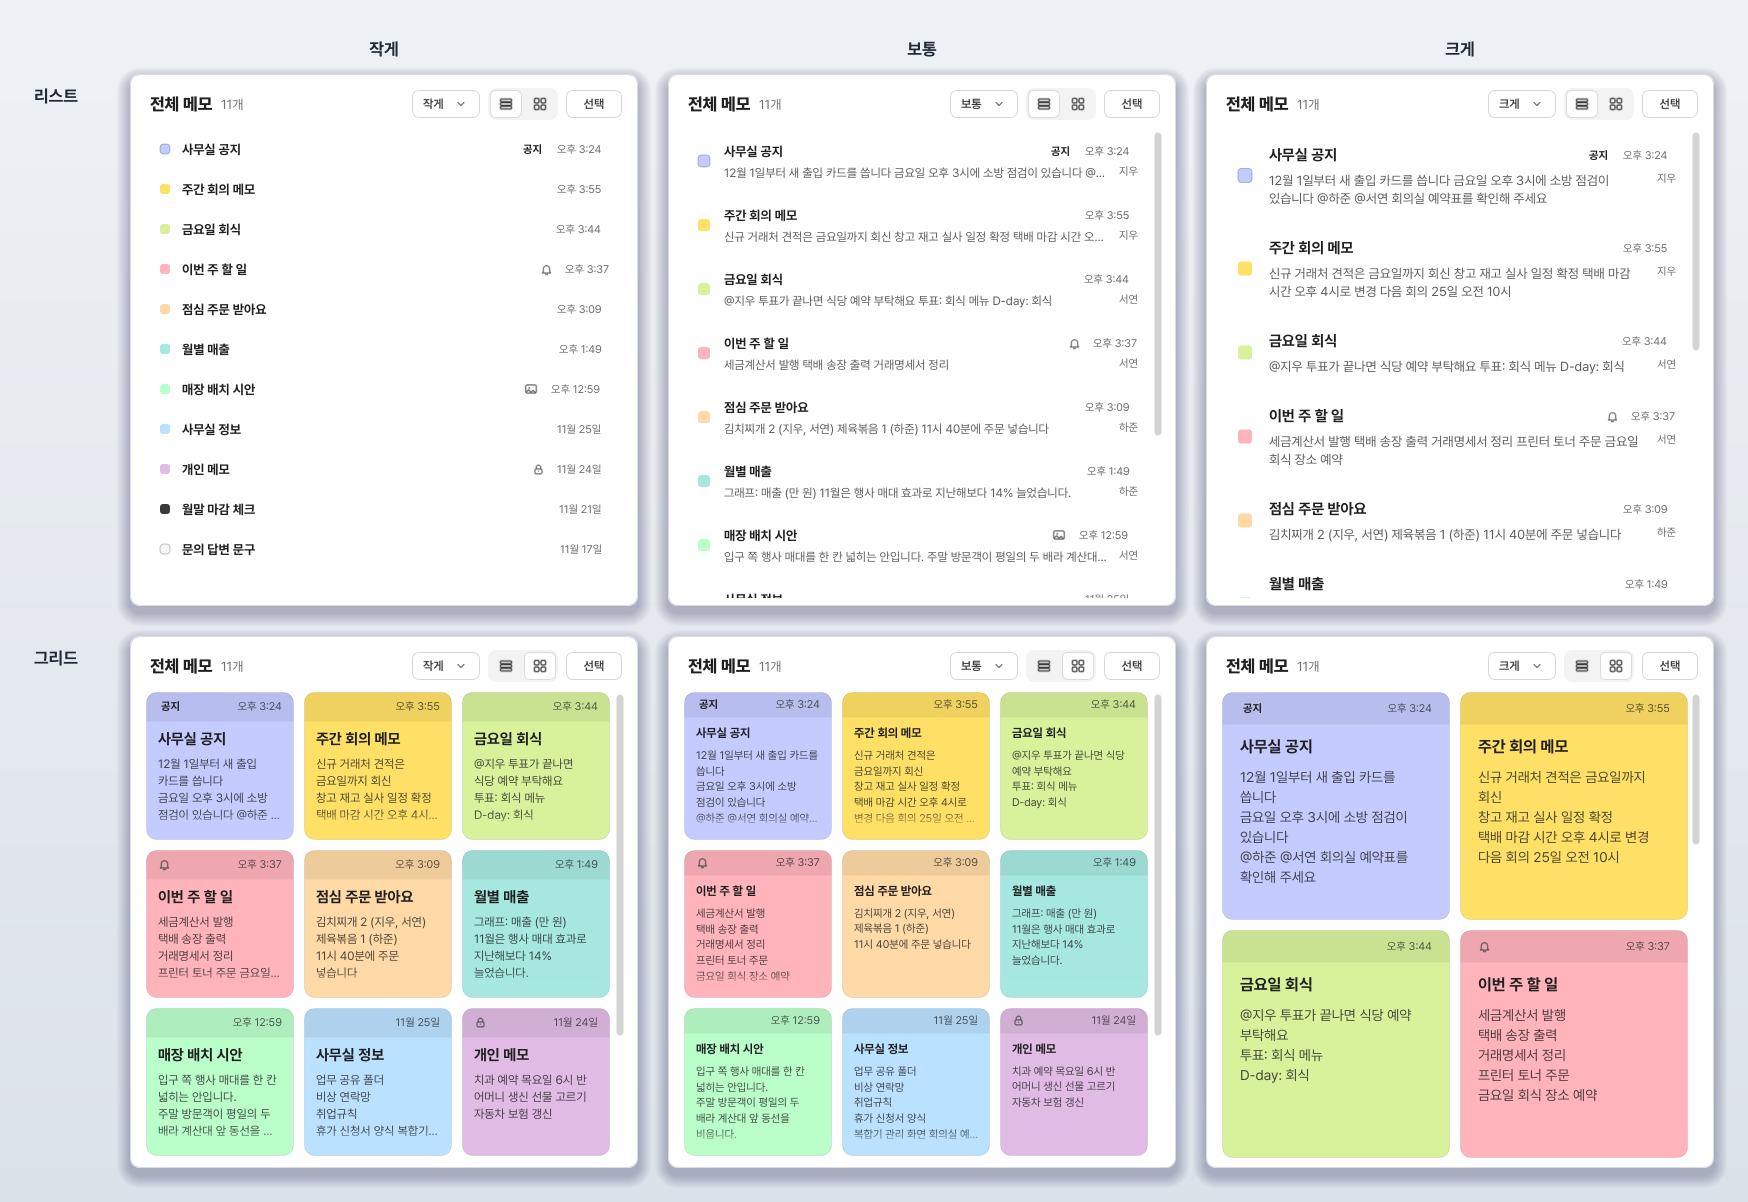 작게
보통
크게
리스트
전체 메모 11개 작게 선택
사무실 공지 공지 오후 3:24
주간 회의 메모 오후 3:55
금요일 회식 오후 3:44
이번 주 할 일 오후 3:37
점심 주문 받아요 오후 3:09
월별 매출 오후 1:49
매장 배치 시안 오후 12:59
사무실 정보 11월 25일
개인 메모 11월 24일
월말 마감 체크 11월 21일
문의 답변 문구 11월 17일
전체 메모 11개 보통 선택
사무실 공지 공지 오후 3:24
12월 1일부터 새 출입 카드를 씁니다 금요일 오후 3시에 소방 점검이 있습니다 @... 지우
주간 회의 메모 오후 3:55
신규 거래처 견적은 금요일까지 회신 창고 재고 실사 일정 확정 택배 마감 시간 오... 지우
금요일 회식 오후 3:44
@지우 투표가 끝나면 식당 예약 부탁해요 투표: 회식 메뉴 D-day: 회식 서연
이번 주 할 일 오후 3:37
세금계산서 발행 택배 송장 출력 거래명세서 정리 서연
점심 주문 받아요 오후 3:09
김치찌개 2 (지우, 서연) 제육볶음 1 (하준) 11시 40분에 주문 넣습니다 하준
월별 매출 오후 1:49
그래프: 매출 (만 원) 11월은 행사 매대 효과로 지난해보다 14% 늘었습니다. 하준
매장 배치 시안 오후 12:59
입구 쪽 행사 매대를 한 칸 넓히는 안입니다. 주말 방문객이 평일의 두 배라 계산대... 서연
사무실 정보 11월 25일
전체 메모 11개 크게 선택
사무실 공지 공지 오후 3:24
12월 1일부터 새 출입 카드를 씁니다 금요일 오후 3시에 소방 점검이 지우
있습니다 @하준 @서연 회의실 예약표를 확인해 주세요
주간 회의 메모 오후 3:55
신규 거래처 견적은 금요일까지 회신 창고 재고 실사 일정 확정 택배 마감 지우
시간 오후 4시로 변경 다음 회의 25일 오전 10시
금요일 회식 오후 3:44
@지우 투표가 끝나면 식당 예약 부탁해요 투표: 회식 메뉴 D-day: 회식 서연
이번 주 할 일 오후 3:37
세금계산서 발행 택배 송장 출력 거래명세서 정리 프린터 토너 주문 금요일 서연
회식 장소 예약
점심 주문 받아요 오후 3:09
김치찌개 2 (지우, 서연) 제육볶음 1 (하준) 11시 40분에 주문 넣습니다 하준
월별 매출 오후 1:49
그리드
전체 메모 11개 작게 선택
공지 오후 3:24
사무실 공지
12월 1일부터 새 출입
카드를 씁니다
금요일 오후 3시에 소방
점검이 있습니다 @하준 ...
오후 3:55
주간 회의 메모
신규 거래처 견적은
금요일까지 회신
창고 재고 실사 일정 확정
택배 마감 시간 오후 4시...
오후 3:44
금요일 회식
@지우 투표가 끝나면
식당 예약 부탁해요
투표: 회식 메뉴
D-day: 회식
오후 3:37
이번 주 할 일
세금계산서 발행
택배 송장 출력
거래명세서 정리
프린터 토너 주문 금요일...
오후 3:09
점심 주문 받아요
김치찌개 2 (지우, 서연)
제육볶음 1 (하준)
11시 40분에 주문
넣습니다
오후 1:49
월별 매출
그래프: 매출 (만 원)
11월은 행사 매대 효과로
지난해보다 14%
늘었습니다.
오후 12:59
매장 배치 시안
입구 쪽 행사 매대를 한 칸
넓히는 안입니다.
주말 방문객이 평일의 두
배라 계산대 앞 동선을 ...
11월 25일
사무실 정보
업무 공유 폴더
비상 연락망
취업규칙
휴가 신청서 양식 복합기...
11월 24일
개인 메모
치과 예약 목요일 6시 반
어머니 생신 선물 고르기
자동차 보험 갱신
전체 메모 11개 보통 선택
공지 오후 3:24
사무실 공지
12월 1일부터 새 출입 카드를
씁니다
금요일 오후 3시에 소방
점검이 있습니다
@하준 @서연 회의실 예약...
오후 3:55
주간 회의 메모
신규 거래처 견적은
금요일까지 회신
창고 재고 실사 일정 확정
택배 마감 시간 오후 4시로
변경 다음 회의 25일 오전 ...
오후 3:44
금요일 회식
@지우 투표가 끝나면 식당
예약 부탁해요
투표: 회식 메뉴
D-day: 회식
오후 3:37
이번 주 할 일
세금계산서 발행
택배 송장 출력
거래명세서 정리
프린터 토너 주문
금요일 회식 장소 예약
오후 3:09
점심 주문 받아요
김치찌개 2 (지우, 서연)
제육볶음 1 (하준)
11시 40분에 주문 넣습니다
오후 1:49
월별 매출
그래프: 매출 (만 원)
11월은 행사 매대 효과로
지난해보다 14%
늘었습니다.
오후 12:59
매장 배치 시안
입구 쪽 행사 매대를 한 칸
넓히는 안입니다.
주말 방문객이 평일의 두
배라 계산대 앞 동선을
비웁니다.
11월 25일
사무실 정보
업무 공유 폴더
비상 연락망
취업규칙
휴가 신청서 양식
복합기 관리 화면 회의실 예...
11월 24일
개인 메모
치과 예약 목요일 6시 반
어머니 생신 선물 고르기
자동차 보험 갱신
전체 메모 11개 크게 선택
공지 오후 3:24
사무실 공지
12월 1일부터 새 출입 카드를
씁니다
금요일 오후 3시에 소방 점검이
있습니다
@하준 @서연 회의실 예약표를
확인해 주세요
오후 3:55
주간 회의 메모
신규 거래처 견적은 금요일까지
회신
창고 재고 실사 일정 확정
택배 마감 시간 오후 4시로 변경
다음 회의 25일 오전 10시
오후 3:44
금요일 회식
@지우 투표가 끝나면 식당 예약
부탁해요
투표: 회식 메뉴
D-day: 회식
오후 3:37
이번 주 할 일
세금계산서 발행
택배 송장 출력
거래명세서 정리
프린터 토너 주문
금요일 회식 장소 예약